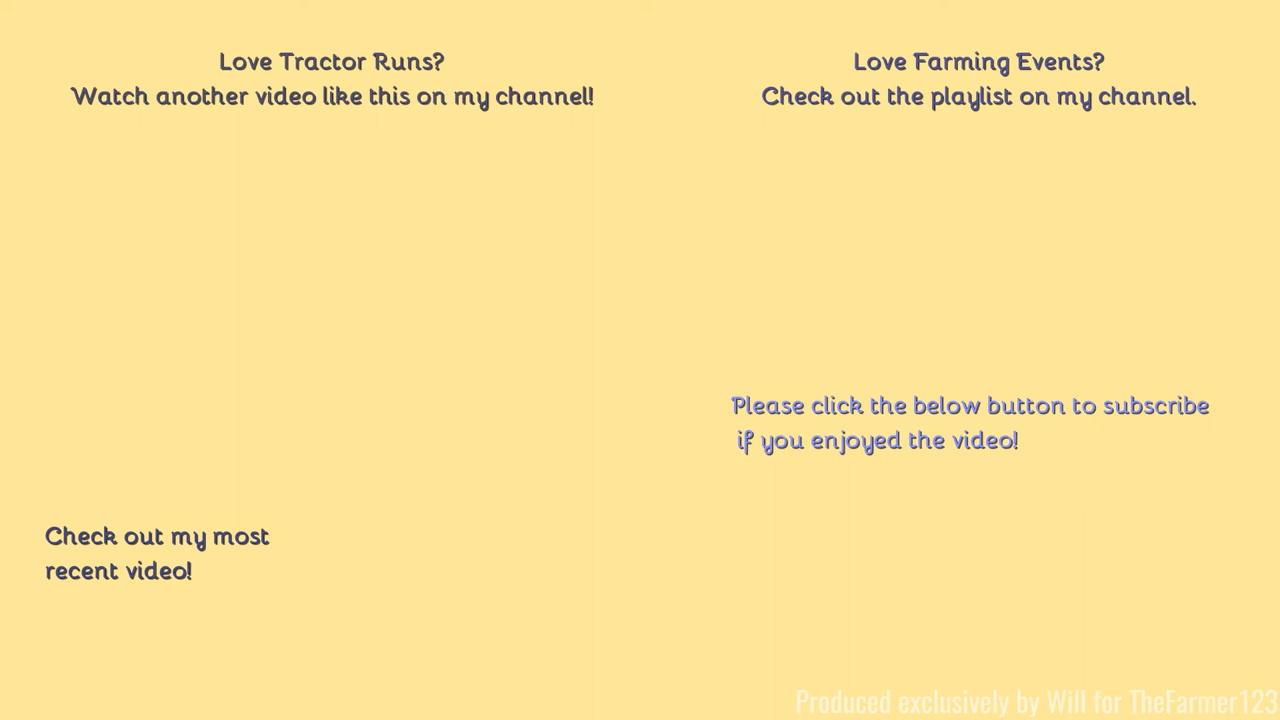 Love Tractor Runs?
Watch another video like this on my channel!
Love Farming Events?
Check out the playlist on my channel.
Please click the below button to subscribe
if you enjoyed the video!
Check out my most
recent video!
Produced exclusively by Will for TheFarmer123